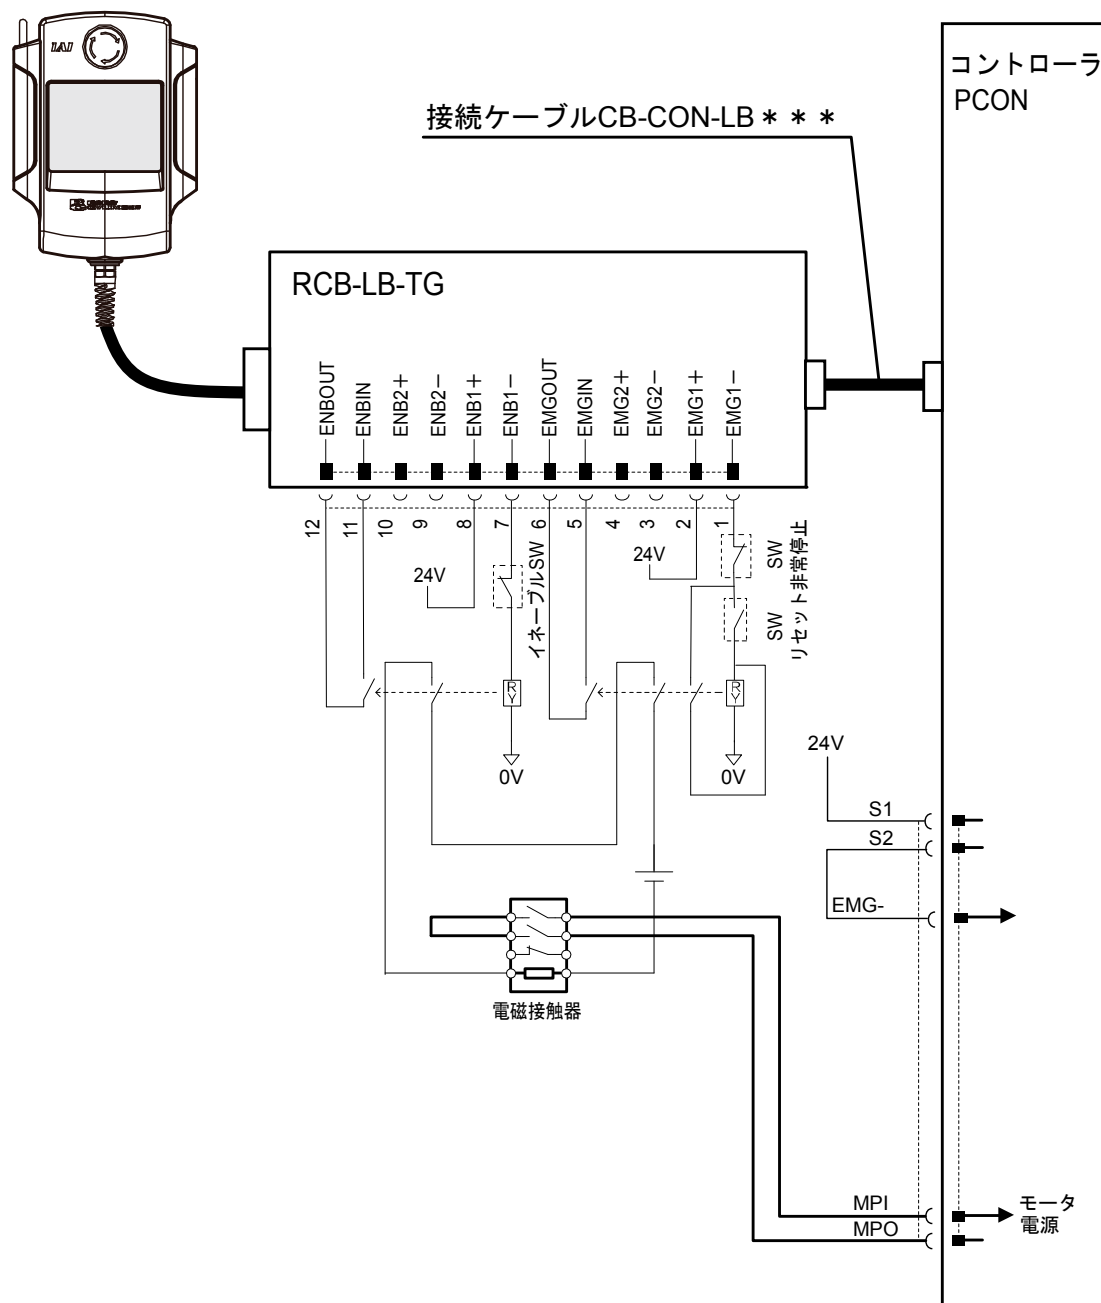 IAI
コントローラ
PCON
接続ケーブルCB-CON-LB＊＊＊
RCB-LB-TG
ENBOUT
ENBIN
ENB2+
ENB2−
ENB1+
ENB1−
EMGOUT
EMGIN
EMG2+
EMG2−
EMG1+
EMG1−
12
11
10
9
8
7
6
5
4
3
2
1
24V
イネーブルSW
24V
非常停止
SW
リセット
SW
RY
RY
0V
0V
24V
S1
S2
EMG-
電磁接触器
MPI
MPO
モータ
電源